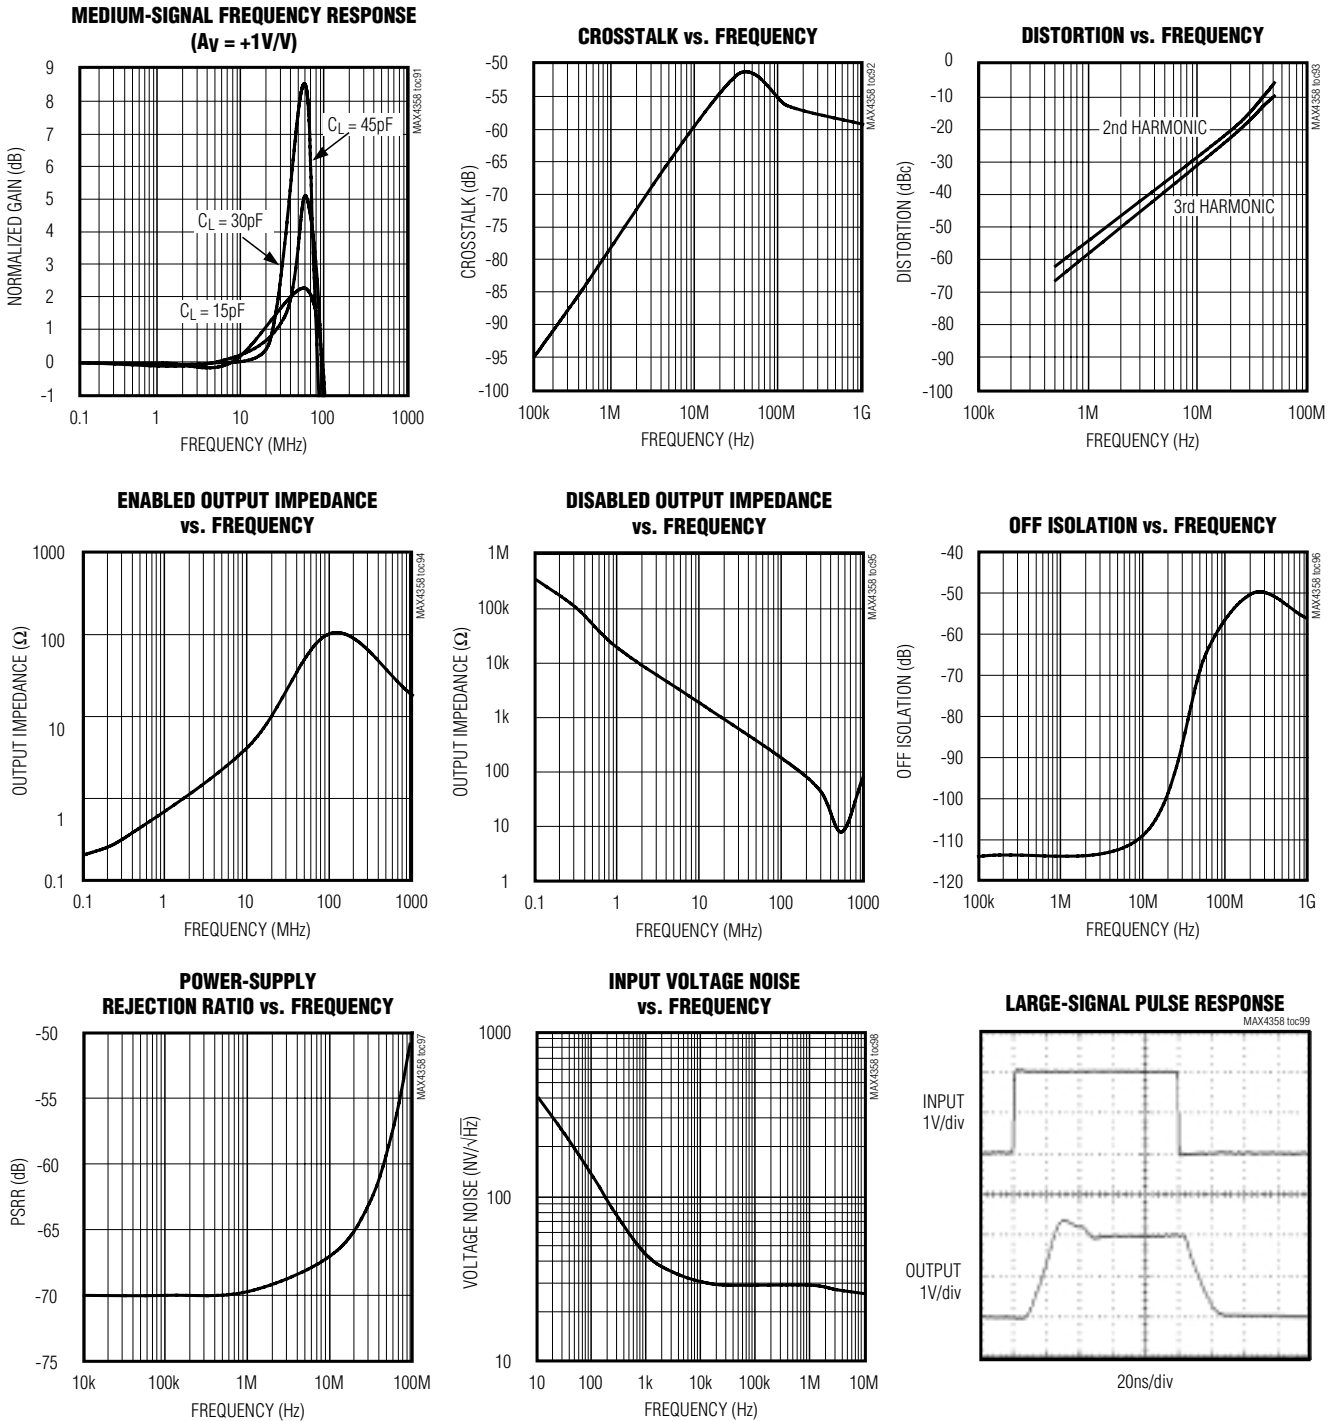 MEDIUM-SIGNAL FREQUENCY RESPONSE
(AV = +1V/V)
MAX4358 toc91
NORMALIZED GAIN (dB)
9
8
7
6
5
4
3
2
1
0
-1
CL = 45pF
CL = 30pF
CL = 15pF
0.1 1 10 100 1000
FREQUENCY (MHz)
CROSSTALK vs. FREQUENCY
MAX4358 toc92
CROSSTALK (dB)
-50
-55
-60
-65
-70
-75
-80
-85
-90
-95
-100
100k 1M 10M 100M 1G
FREQUENCY (Hz)
DISTORTION vs. FREQUENCY
MAX4358 toc93
DISTORTION (dBc)
0
-10
-20
-30
-40
-50
-60
-70
-80
-90
-100
2nd HARMONIC
3rd HARMONIC
100k 1M 10M 100M
FREQUENCY (Hz)
ENABLED OUTPUT IMPEDANCE
vs. FREQUENCY
MAX4358 toc94
OUTPUT IMPEDANCE (Ω)
1000
100
10
1
0.1
0.1 1 10 100 1000
FREQUENCY (MHz)
DISABLED OUTPUT IMPEDANCE
vs. FREQUENCY
MAX4358 toc95
OUTPUT IMPEDANCE (Ω)
1M
100k
10k
1k
100
10
1
0.1 1 10 100 1000
FREQUENCY (MHz)
OFF ISOLATION vs. FREQUENCY
MAX4358 toc96
OFF ISOLATION (dB)
-40
-50
-60
-70
-80
-90
-100
-110
-120
100k 1M 10M 100M 1G
FREQUENCY (Hz)
POWER-SUPPLY
REJECTION RATIO vs. FREQUENCY
MAX4358 toc97
PSRR (dB)
-50
-55
-60
-65
-70
-75
10k 100k 1M 10M 100M
FREQUENCY (Hz)
INPUT VOLTAGE NOISE
vs. FREQUENCY
MAX4358 toc98
VOLTAGE NOISE (NV/√Hz)
1000
100
10
10 100 1k 10k 100k 1M 10M
FREQUENCY (Hz)
LARGE-SIGNAL PULSE RESPONSE
MAX4358 toc99
INPUT
1V/div
OUTPUT
1V/div
20ns/div